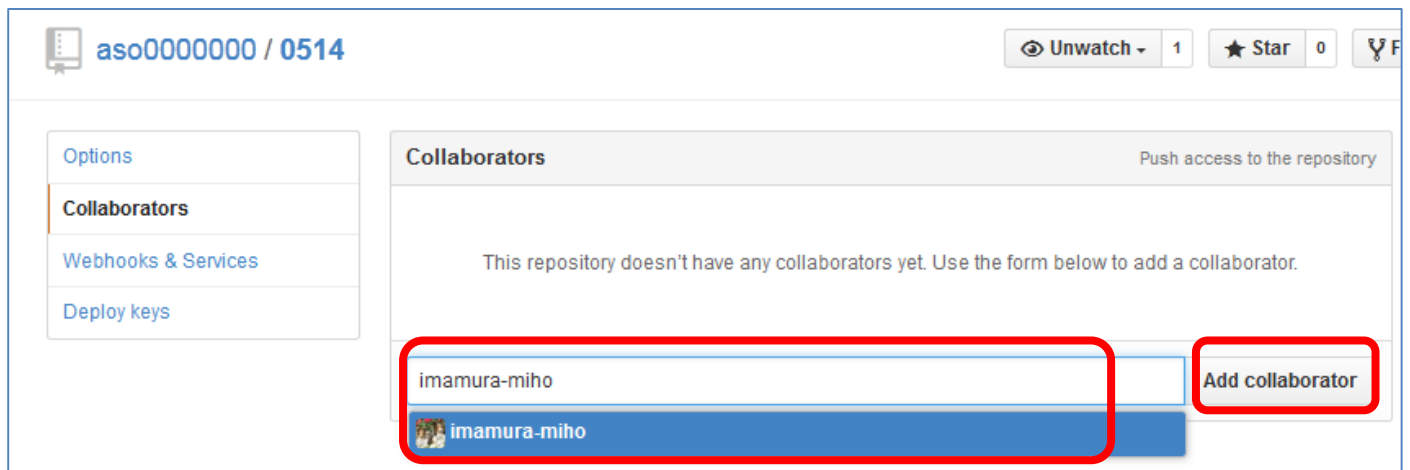 aso0000000 / 0514
Unwatch 1 Star 0 F
Options
Collaborators
Webhooks & Services
Deploy keys
Collaborators Push access to the repository
This repository doesn't have any collaborators yet. Use the form below to add a collaborator.
imamura-miho Add collaborator
imamura-miho